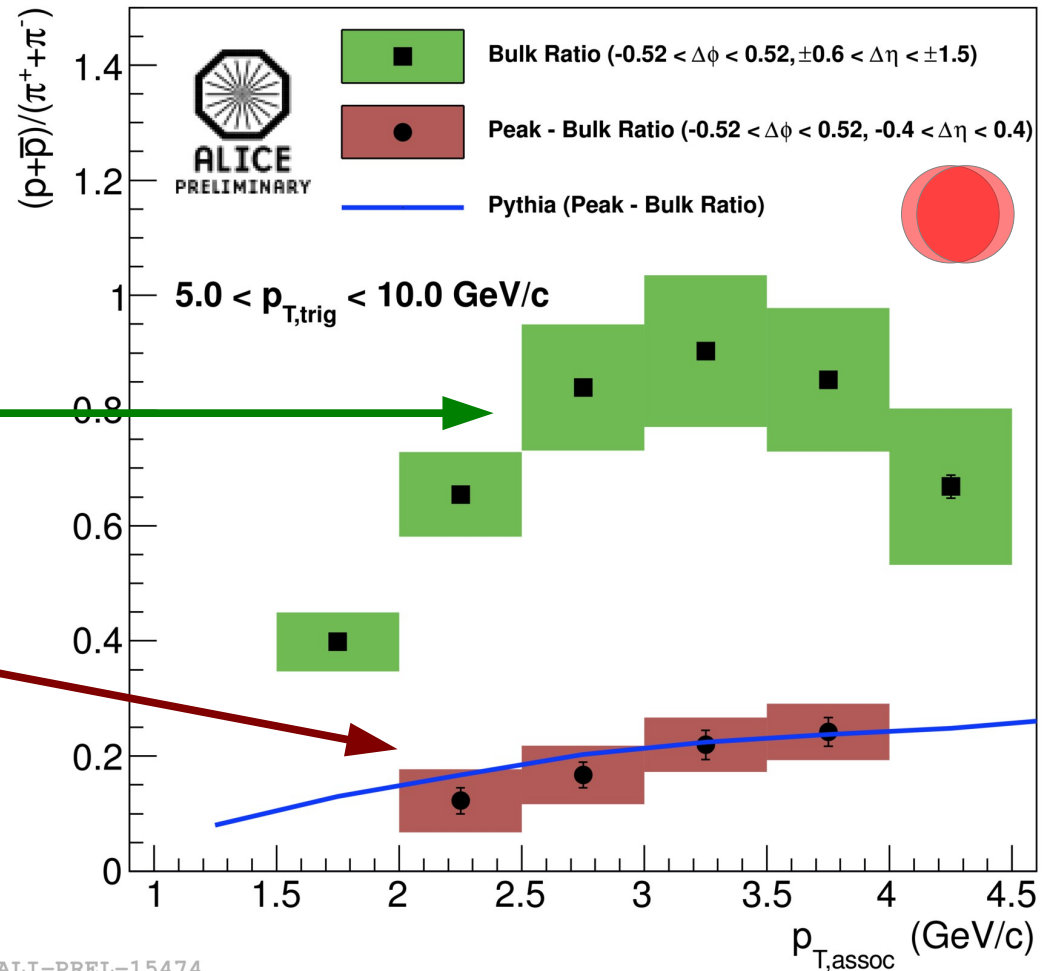 (p+p̅)/(π⁺+π⁻)
1.4
1.2
1
0.8
0.6
0.4
0.2
0
ALICE
PRELIMINARY
Bulk Ratio (-0.52 < Δϕ < 0.52, ±0.6 < Δη < ±1.5)
Peak - Bulk Ratio (-0.52 < Δϕ < 0.52, -0.4 < Δη < 0.4)
Pythia (Peak - Bulk Ratio)
5.0 < p_T,trig < 10.0 GeV/c
1 1.5 2 2.5 3 3.5 4 4.5
p_T,assoc (GeV/c)
ALI-PREL-15474